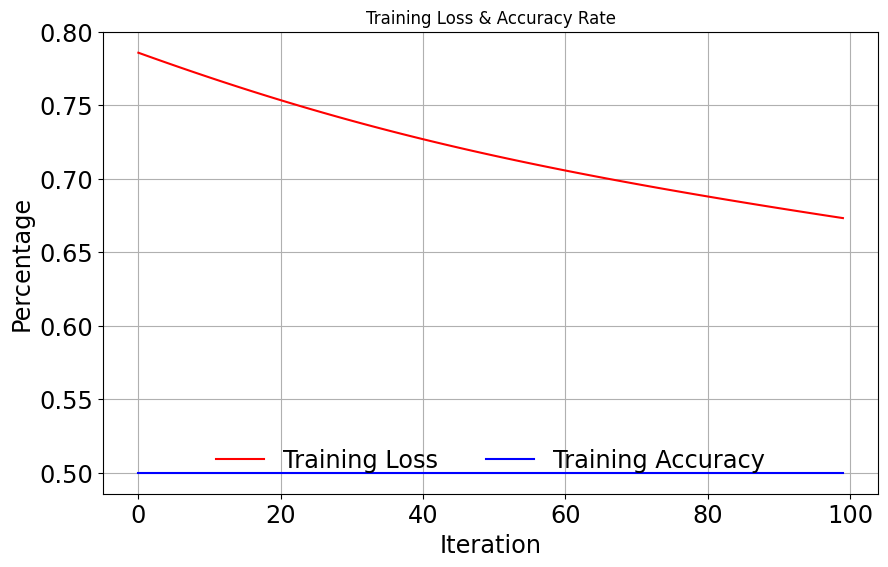 Training Loss & Accuracy Rate
0.80
0.75
0.70
0.65
0.60
0.55
0.50
Percentage
Training Loss
Training Accuracy
0 20 40 60 80 100
Iteration